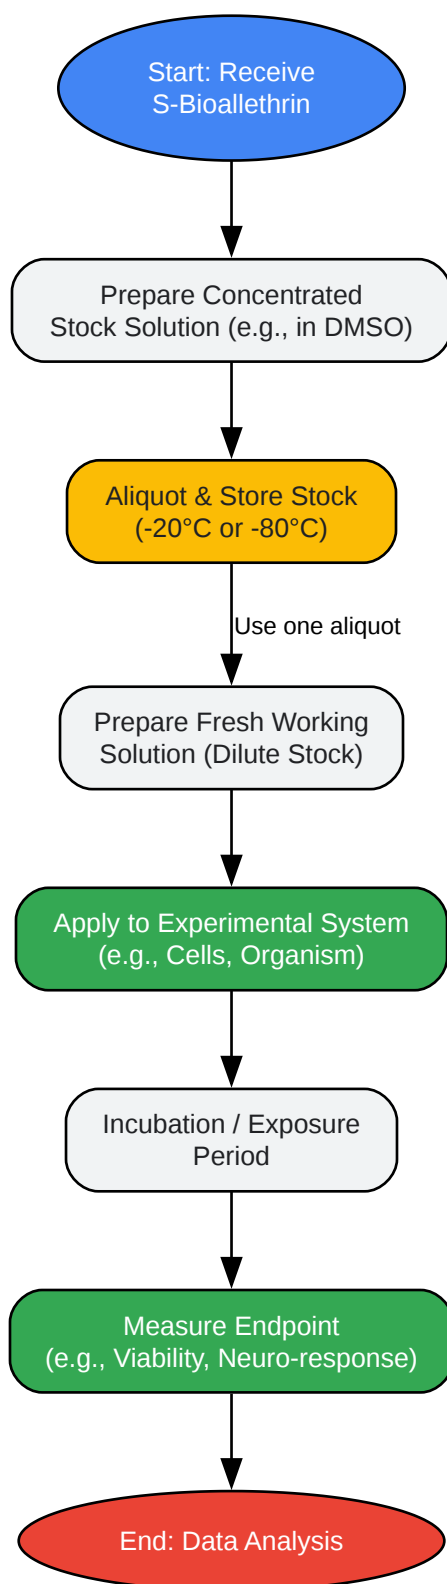 Start: Receive
S-Bioallethrin
Prepare Concentrated
Stock Solution (e.g., in DMSO)
Aliquot & Store Stock
(-20°C or -80°C)
Use one aliquot
Prepare Fresh Working
Solution (Dilute Stock)
Apply to Experimental System
(e.g., Cells, Organism)
Incubation / Exposure
Period
Measure Endpoint
(e.g., Viability, Neuro-response)
End: Data Analysis